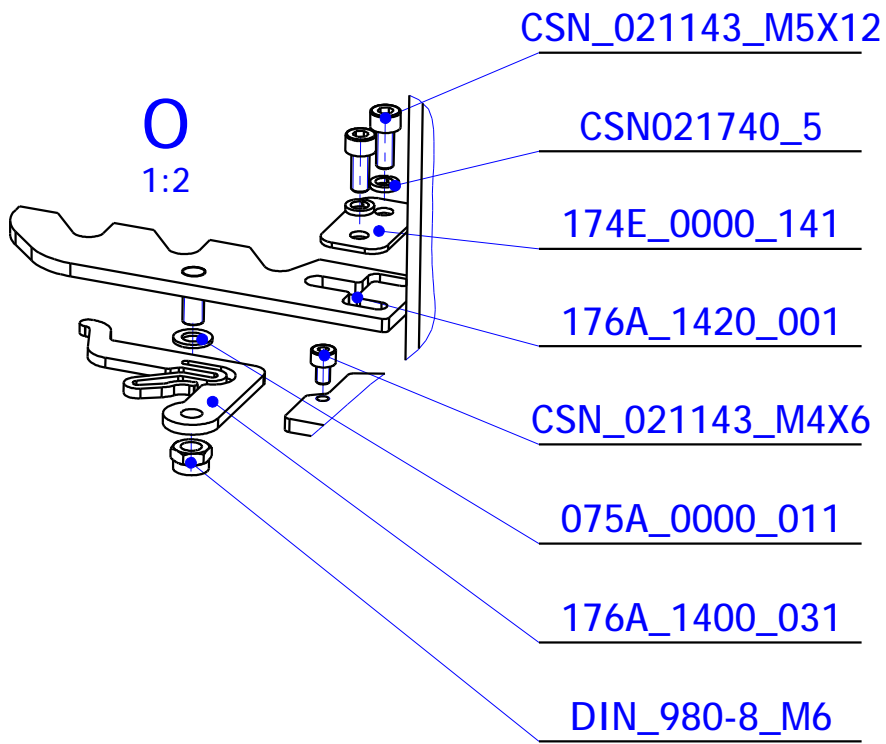 CSN_021143_M5X12
O
1:2
CSN021740_5
174E_0000_141
176A_1420_001
CSN_021143_M4X6
075A_0000_011
176A_1400_031
DIN_980-8_M6